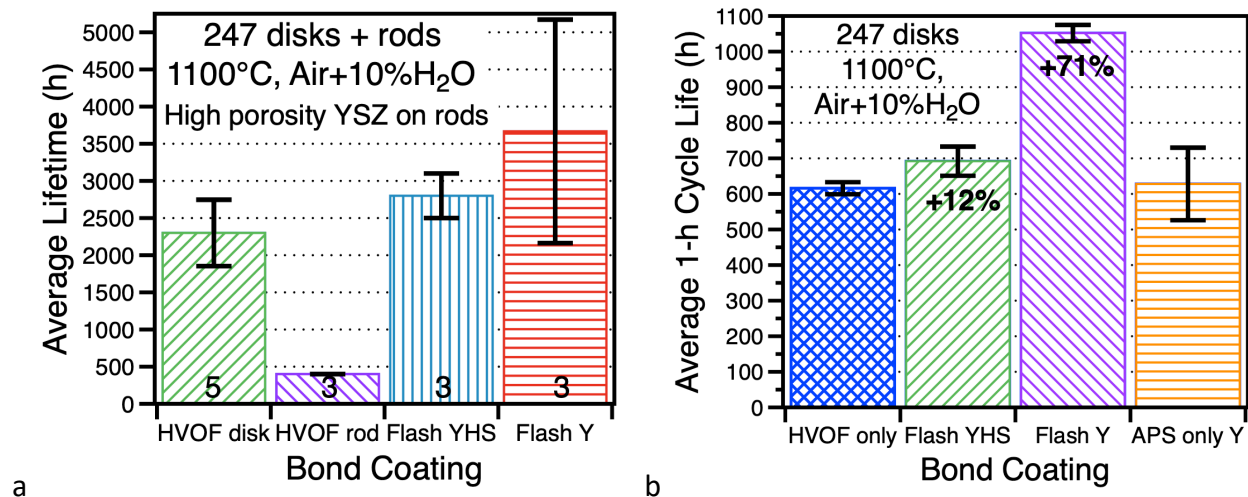 247 disks + rods
1100°C, Air+10%H₂O
High porosity YSZ on rods
Average Lifetime (h)
5000
4500
4000
3500
3000
2500
2000
1500
1000
500
0
5
3
3
3
HVOF disk
HVOF rod
Flash YHS
Flash Y
Bond Coating
a
247 disks
1100°C,
Air+10%H₂O
Average 1-h Cycle Life (h)
1100
1000
900
800
700
600
500
400
300
200
100
0
+12%
+71%
HVOF only
Flash YHS
Flash Y
APS only Y
Bond Coating
b